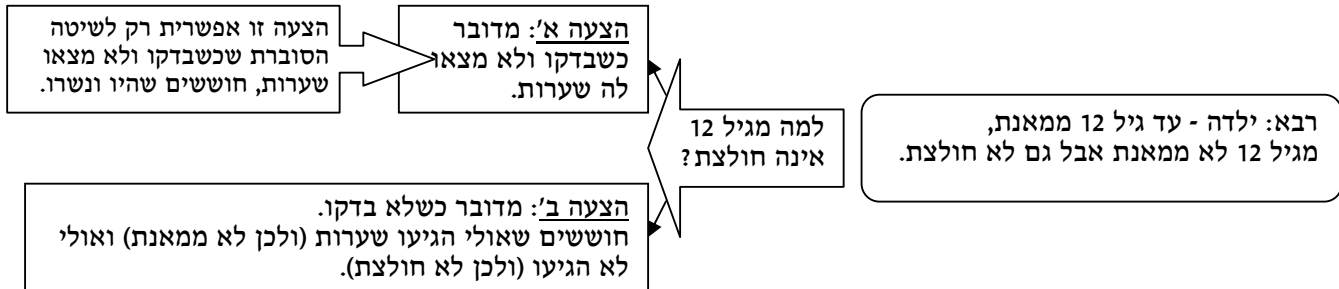 רבא: ילדה - עד גיל 12 ממאנת,
מגיל 12 לא ממאנת אבל גם לא חולצת.
למה מגיל 12
אינה חולצת?
הצעה א': מדובר
כשבדקו ולא מצאו
לה שערות.
הצעה זו אפשרית רק לשיטה
הסוברת שכשבדקו ולא מצאו
שערות, חוששים שהיו ונשרו.
הצעה ב': מדובר כשלא בדקו.
חוששים שאולי הגיעו שערות (ולכן לא ממאנת) ואולי
לא הגיעו (ולכן לא חולצת).